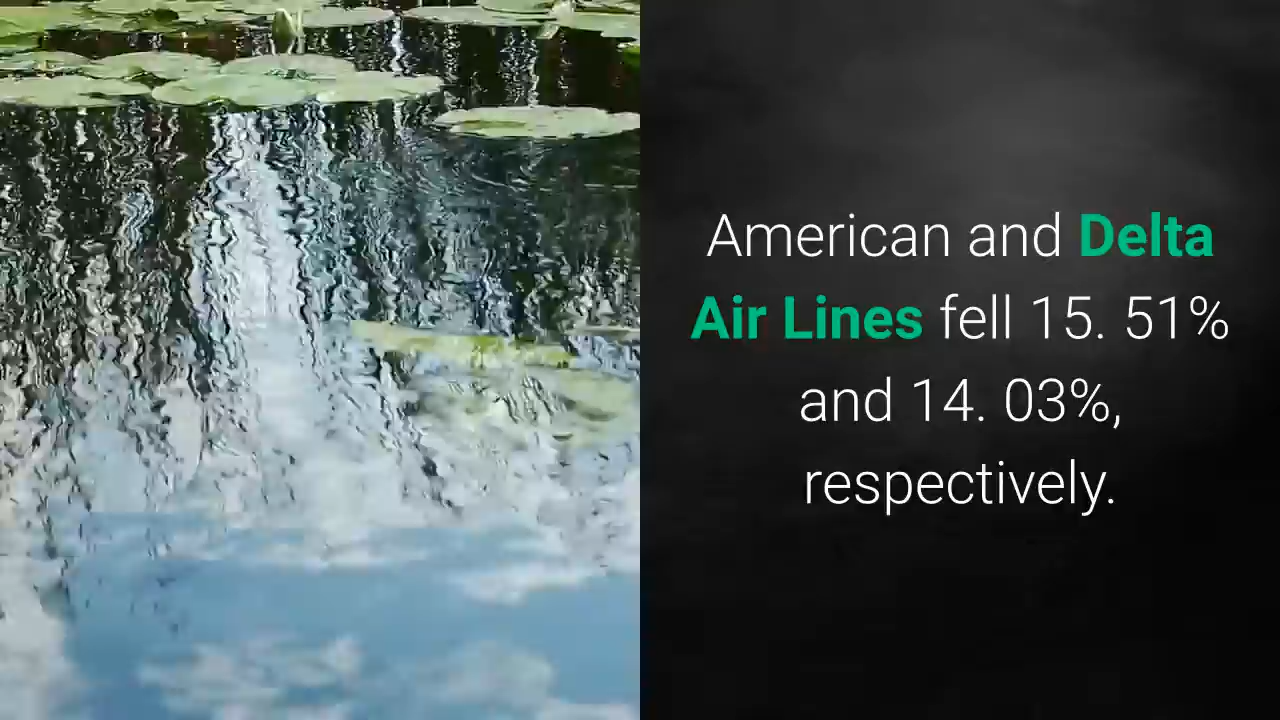 American and Delta
Air Lines fell 15. 51%
and 14. 03%,
respectively.